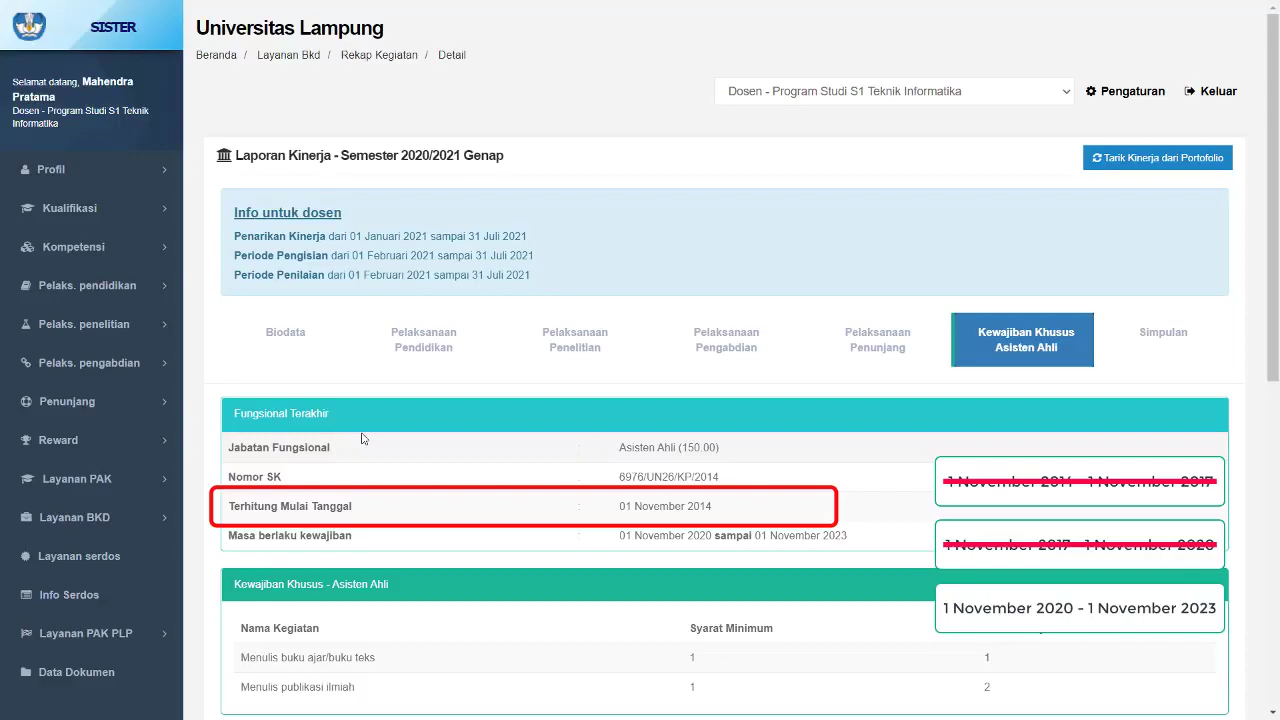 SISTER
Universitas Lampung
Beranda / Layanan Bkd / Rekap Kegiatan / Detail
Selamat datang, Mahendra
Pratama
Dosen - Program Studi S1 Teknik
Informatika
Dosen - Program Studi S1 Teknik Informatika
Pengaturan
Keluar
Profil
Kualifikasi
Kompetensi
Pelaks. pendidikan
Pelaks. penelitian
Pelaks. pengabdian
Penunjang
Reward
Layanan PAK
Layanan BKD
Layanan serdos
Info Serdos
Layanan PAK PLP
Data Dokumen
Laporan Kinerja - Semester 2020/2021 Genap
Tarik Kinerja dari Portofolio
Info untuk dosen
Penarikan Kinerja dari 01 Januari 2021 sampai 31 Juli 2021
Periode Pengisian dari 01 Februari 2021 sampai 31 Juli 2021
Periode Penilaian dari 01 Februari 2021 sampai 31 Juli 2021
Biodata
Pelaksanaan
Pendidikan
Pelaksanaan
Penelitian
Pelaksanaan
Pengabdian
Pelaksanaan
Penunjang
Kewajiban Khusus
Asisten Ahli
Simpulan
Fungsional Terakhir
Jabatan Fungsional : Asisten Ahli (150.00)
Nomor SK : 6976/UN26/KP/2014
Terhitung Mulai Tanggal : 01 November 2014
Masa berlaku kewajiban : 01 November 2020 sampai 01 November 2023
1 November 2014 - 1 November 2017
1 November 2017 - 1 November 2020
1 November 2020 - 1 November 2023
Kewajiban Khusus - Asisten Ahli
Nama Kegiatan Syarat Minimum
Menulis buku ajar/buku teks 1 1
Menulis publikasi ilmiah 1 2